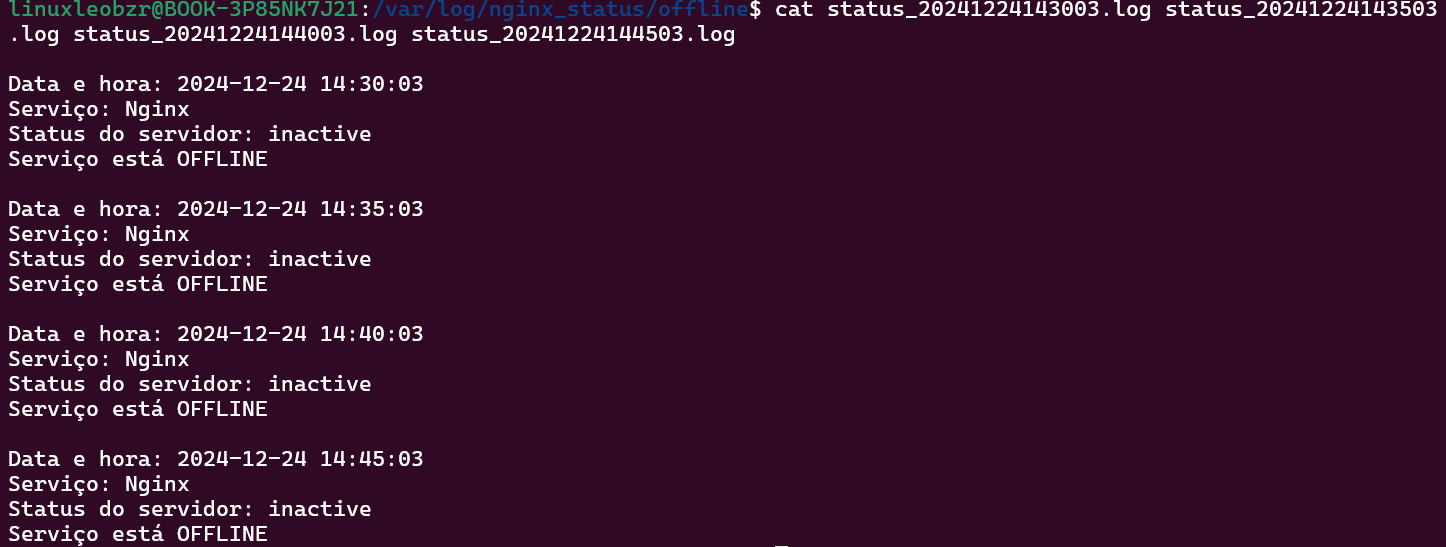 linuxleobzr@BOOK-3P85NK7J21:/var/log/nginx_status/offline$ cat status_20241224143003.log status_20241224143503
.log status_20241224144003.log status_20241224144503.log
Data e hora: 2024-12-24 14:30:03
Serviço: Nginx
Status do servidor: inactive
Serviço está OFFLINE
Data e hora: 2024-12-24 14:35:03
Serviço: Nginx
Status do servidor: inactive
Serviço está OFFLINE
Data e hora: 2024-12-24 14:40:03
Serviço: Nginx
Status do servidor: inactive
Serviço está OFFLINE
Data e hora: 2024-12-24 14:45:03
Serviço: Nginx
Status do servidor: inactive
Serviço está OFFLINE